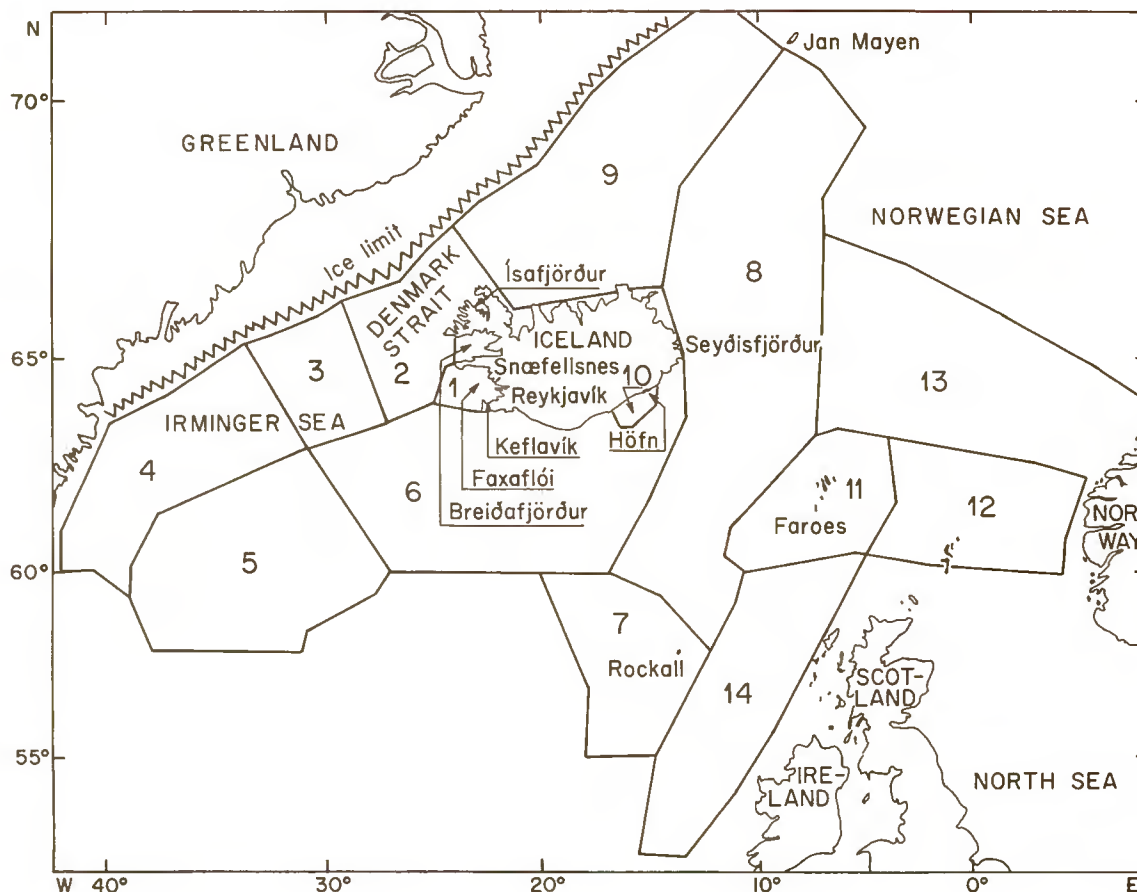 N
Jan Mayen
70°
GREENLAND
9
NORWEGIAN SEA
Ice limit
8
DENMARK
STRAIT
Ísafjörður
65°
3
2
ICELAND
Seyðisfjörður
13
Snæfellsnes
1
10
Reykjavík
IRMINGER SEA
Keflavík
Höfn
4
6
Faxaflói
11
12
Breiðafjörður
Faroes
NOR
WAY
5
60°
7
Rockall
14
SCOT-
LAND
55°
IRE-
LAND
NORTH SEA
W 40° 30° 20° 10° 0° E